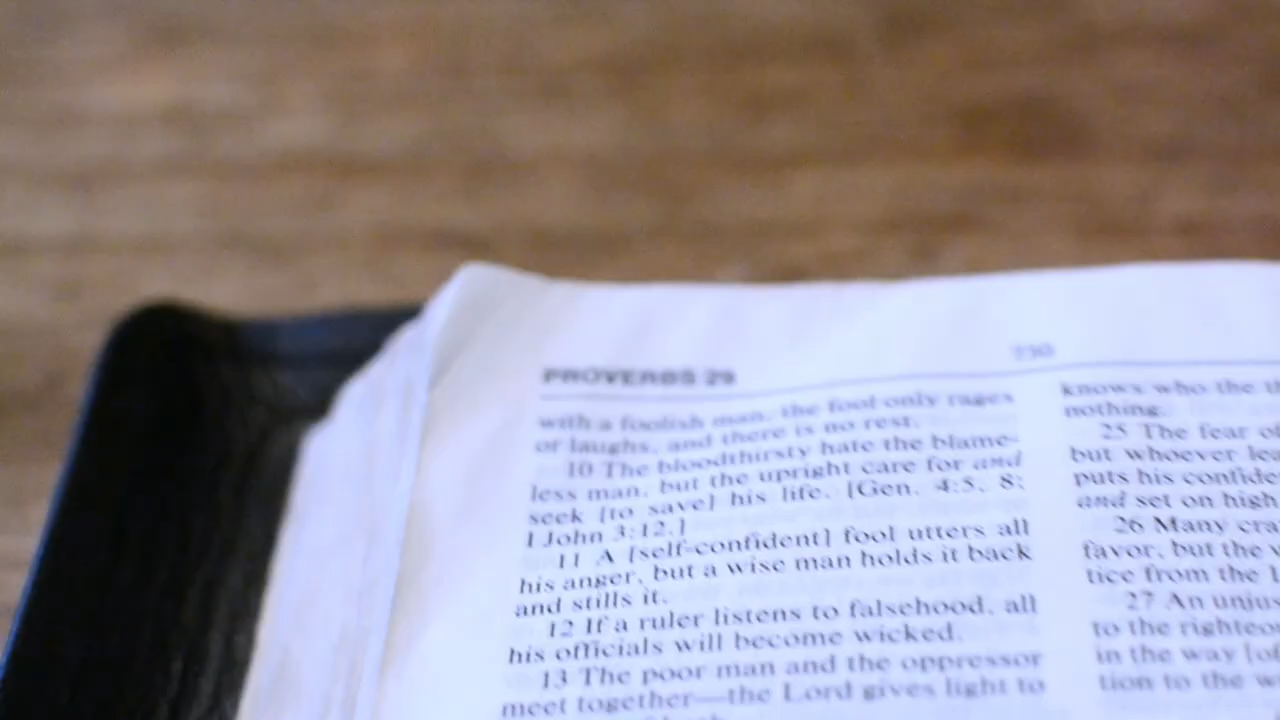 PROVERBS 29
730
with a foolish man, the fool only rages
or laughs, and there is no rest.
10 The bloodthirsty hate the blame-
less man, but the upright care for and
seek [to save] his life. [Gen. 4:5, 8;
I John 3:12.]
11 A [self-confident] fool utters all
his anger, but a wise man holds it back
and stills it.
12 If a ruler listens to falsehood, all
his officials will become wicked.
13 The poor man and the oppressor
meet together—the Lord gives light to
knows who the
nothing.
25 The fear of
but whoever
puts his
and set on high
26 Many
favor, but the
tice from the
27 An
to the
in the way
tion to the